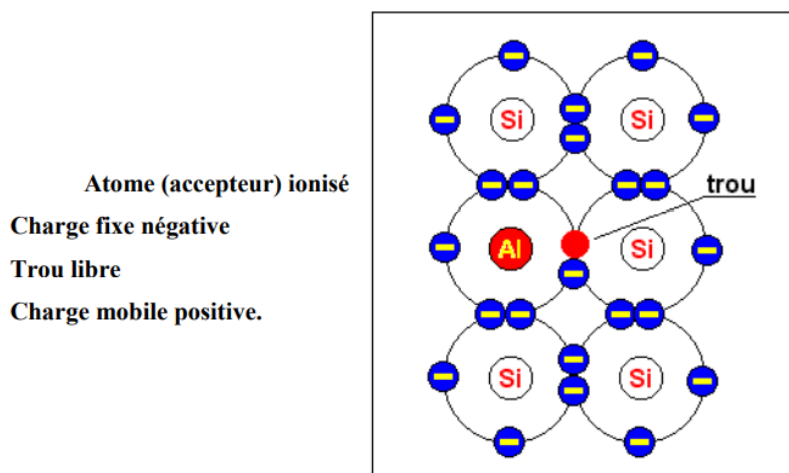 Atome (accepteur) ionisé
Charge fixe négative
Trou libre
Charge mobile positive.
Si
Si
trou
Al
Si
Si
Si